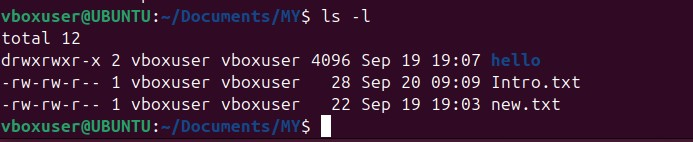 vboxuser@UBUNTU:~/Documents/MY$ ls -l
total 12
drwxrwxr-x 2 vboxuser vboxuser 4096 Sep 19 19:07 hello
-rw-rw-r-- 1 vboxuser vboxuser   28 Sep 20 09:09 Intro.txt
-rw-rw-r-- 1 vboxuser vboxuser   22 Sep 19 19:03 new.txt
vboxuser@UBUNTU:~/Documents/MY$